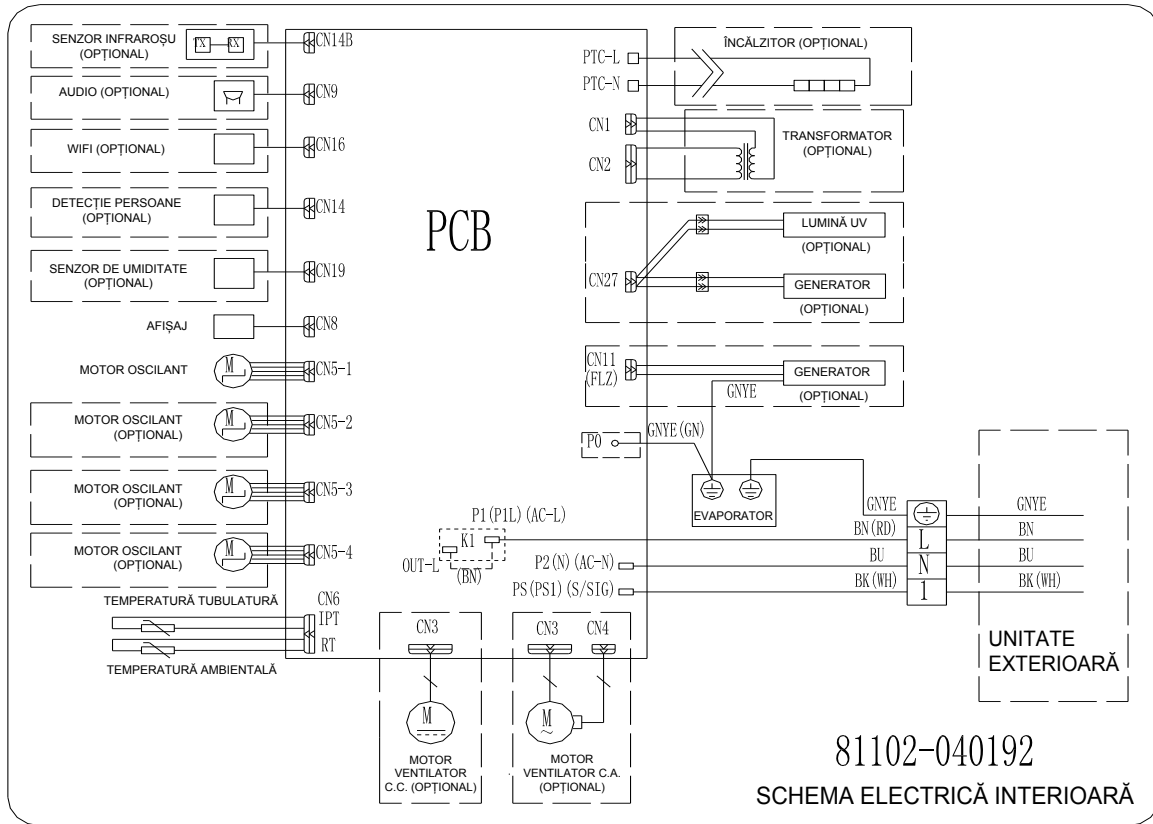 SENZOR INFRAROȘU
(OPȚIONAL)
TX
RX
CN14B
AUDIO (OPȚIONAL)
CN9
WIFI (OPȚIONAL)
CN16
DETECȚIE PERSOANE
(OPȚIONAL)
CN14
SENZOR DE UMIDITATE
(OPȚIONAL)
CN19
AFIȘAJ
CN8
MOTOR OSCILANT
M
CN5-1
MOTOR OSCILANT
(OPȚIONAL)
M
CN5-2
MOTOR OSCILANT
(OPȚIONAL)
M
CN5-3
MOTOR OSCILANT
(OPȚIONAL)
M
CN5-4
TEMPERATURĂ TUBULATURĂ
CN6
IPT
RT
TEMPERATURĂ AMBIENTALĂ
PCB
PTC-L
PTC-N
ÎNCĂLZITOR (OPȚIONAL)
CN1
CN2
TRANSFORMATOR
(OPȚIONAL)
CN27
LUMINĂ UV
(OPȚIONAL)
GENERATOR
(OPȚIONAL)
CN11
(FLZ)
GENERATOR
(OPȚIONAL)
GNYE
P0
GNYE(GN)
EVAPORATOR
P1(P1L)(AC-L)
K1
OUT-L
(BN)
P2(N)(AC-N)
PS(PS1)(S/SIG)
GNYE
BN(RD)
BU
BK(WH)
L
N
1
GNYE
BN
BU
BK(WH)
UNITATE
EXTERIOARĂ
CN3
M
MOTOR
VENTILATOR
C.C. (OPȚIONAL)
CN3
CN4
M
~
MOTOR
VENTILATOR C.A.
(OPȚIONAL)
81102-040192
SCHEMA ELECTRICĂ INTERIOARĂ